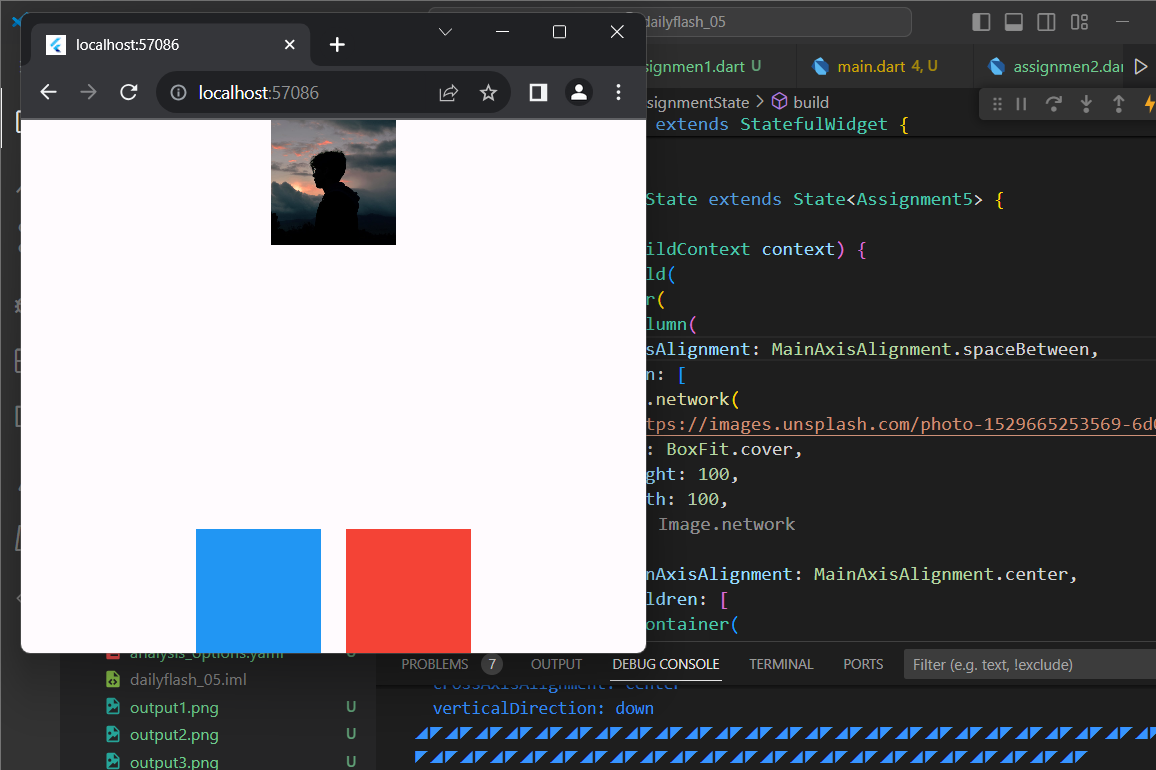 localhost:57086
localhost:57086
dailyflash_05
ssignmen1.dart U
main.dart 4, U
assignmen2.dar
ssignmentState > build
extends StatefulWidget {
State extends State<Assignment5> {
ildContext context) {
ld(
r(
lumn(
sAlignment: MainAxisAlignment.spaceBetween,
n: [
.network(
tps://images.unsplash.com/photo-1529665253569-6d
: BoxFit.cover,
ght: 100,
th: 100,
Image.network
nAxisAlignment: MainAxisAlignment.center,
ldren: [
ontainer(
PROBLEMS 7 OUTPUT DEBUG CONSOLE TERMINAL PORTS Filter (e.g. text, !exclude)
crossAxisAlignment: center
verticalDirection: down
analysis_options.yaml U
dailyflash_05.iml
output1.png U
output2.png U
output3.png U